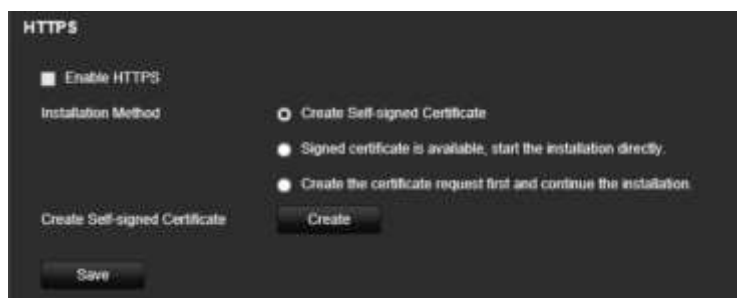 HTTPS
Enable HTTPS
Installation Method
Create Self-signed Certificate
Signed certificate is available, start the installation directly.
Create the certificate request first and continue the installation.
Create Self-signed Certificate Create
Save